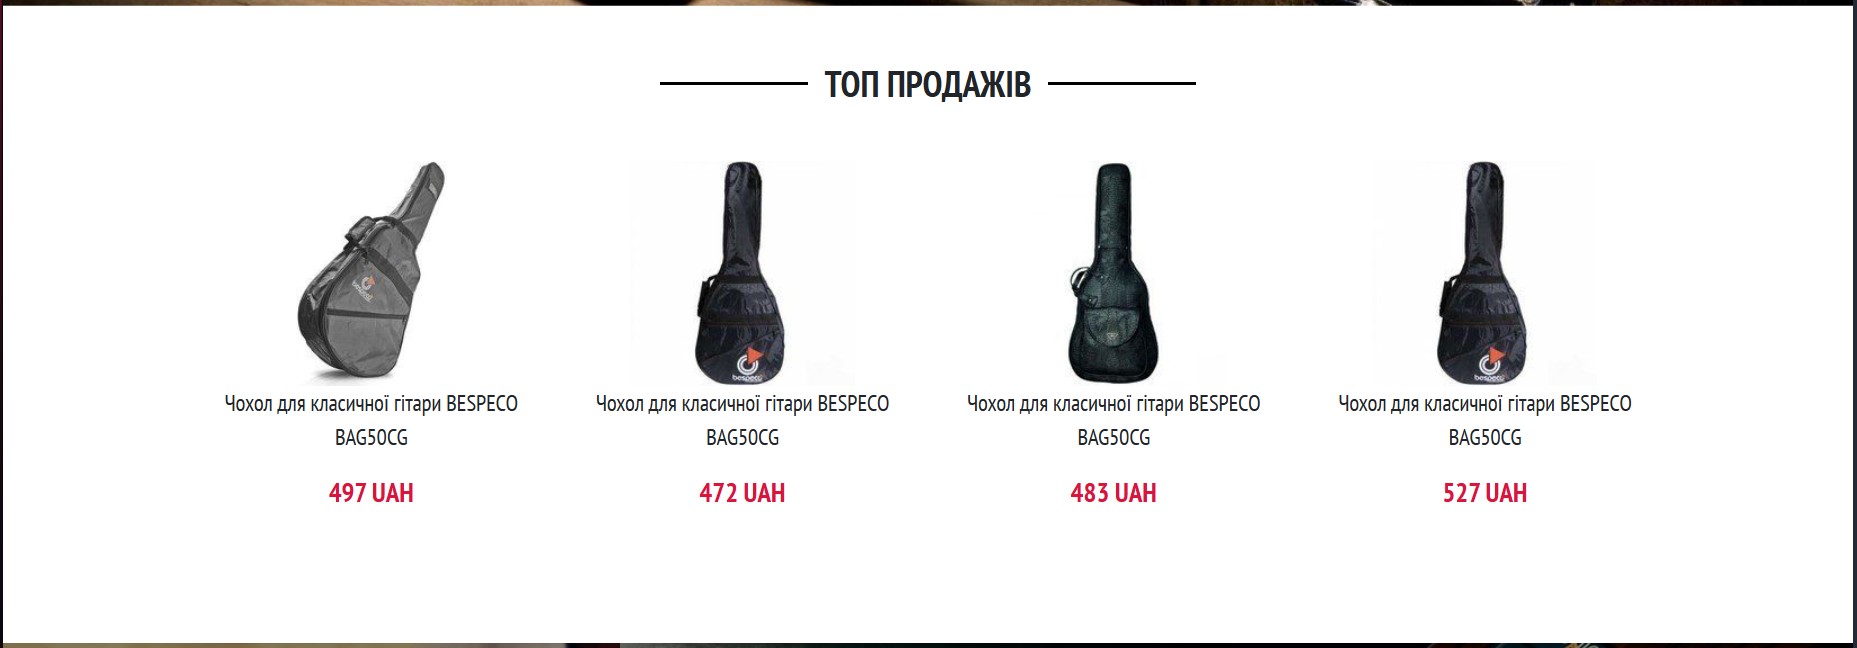 ТОП ПРОДАЖІВ
bespeco
bespeco
bespeco
Чохол для класичної гітари BESPECO
BAG50CG
497 UAH
Чохол для класичної гітари BESPECO
BAG50CG
472 UAH
Чохол для класичної гітари BESPECO
BAG50CG
483 UAH
Чохол для класичної гітари BESPECO
BAG50CG
527 UAH